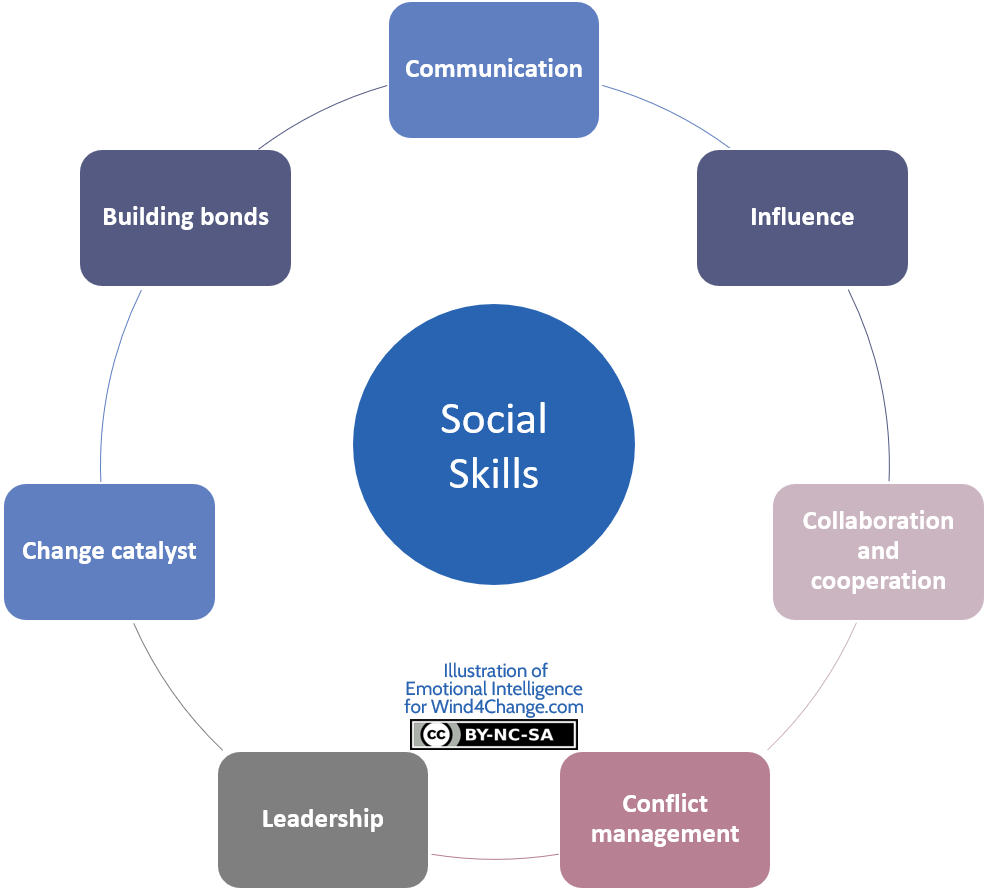 Communication
Building bonds
Influence
Social
Skills
Collaboration
and
cooperation
Change catalyst
Illustration of
Emotional Intelligence
for Wind4Change.com
cc BY-NC-SA
Leadership
Conflict
management